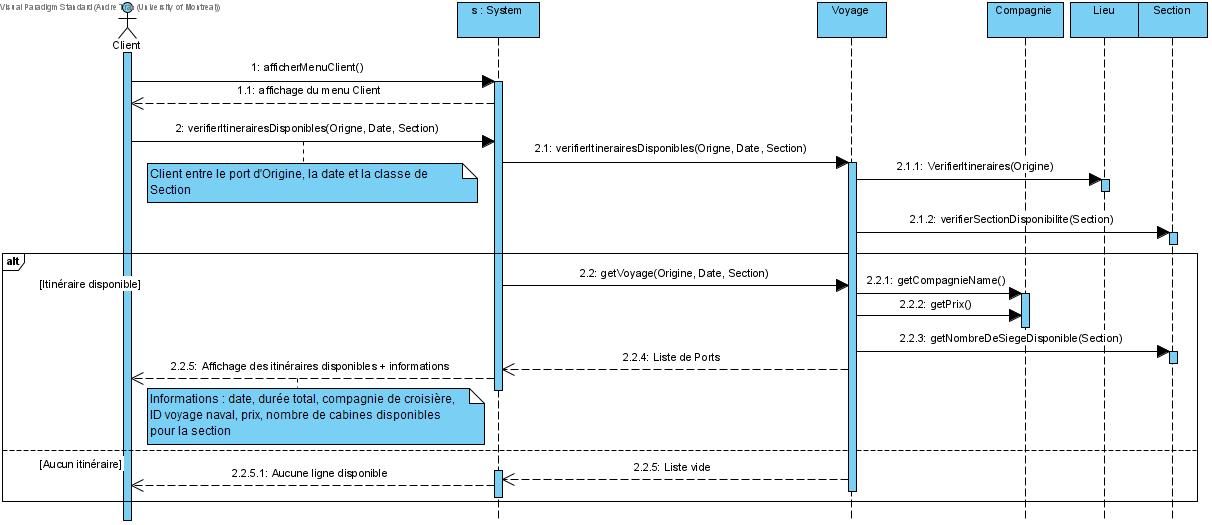 Visual Paradigm Standard(Andre Trac (University of Montreal))
s : System
Voyage
Compagnie
Lieu
Section
Client
1: afficherMenuClient()
1.1: affichage du menu Client
2: verifierItinerairesDisponibles(Origne, Date, Section)
2.1: verifierItinerairesDisponibles(Origne, Date, Section)
Client entre le port d'Origine, la date et la classe de
Section
2.1.1: VerifierItineraires(Origine)
2.1.2: verifierSectionDisponibilite(Section)
alt
[Itinéraire disponible]
2.2: getVoyage(Origine, Date, Section)
2.2.1: getCompagnieName()
2.2.2: getPrix()
2.2.3: getNombreDeSiegeDisponible(Section)
2.2.4: Liste de Ports
2.2.5: Affichage des itinéraires disponibles + informations
Informations : date, durée total, compagnie de croisière,
ID voyage naval, prix, nombre de cabines disponibles
pour la section
[Aucun itinéraire]
2.2.5: Liste vide
2.2.5.1: Aucune ligne disponible